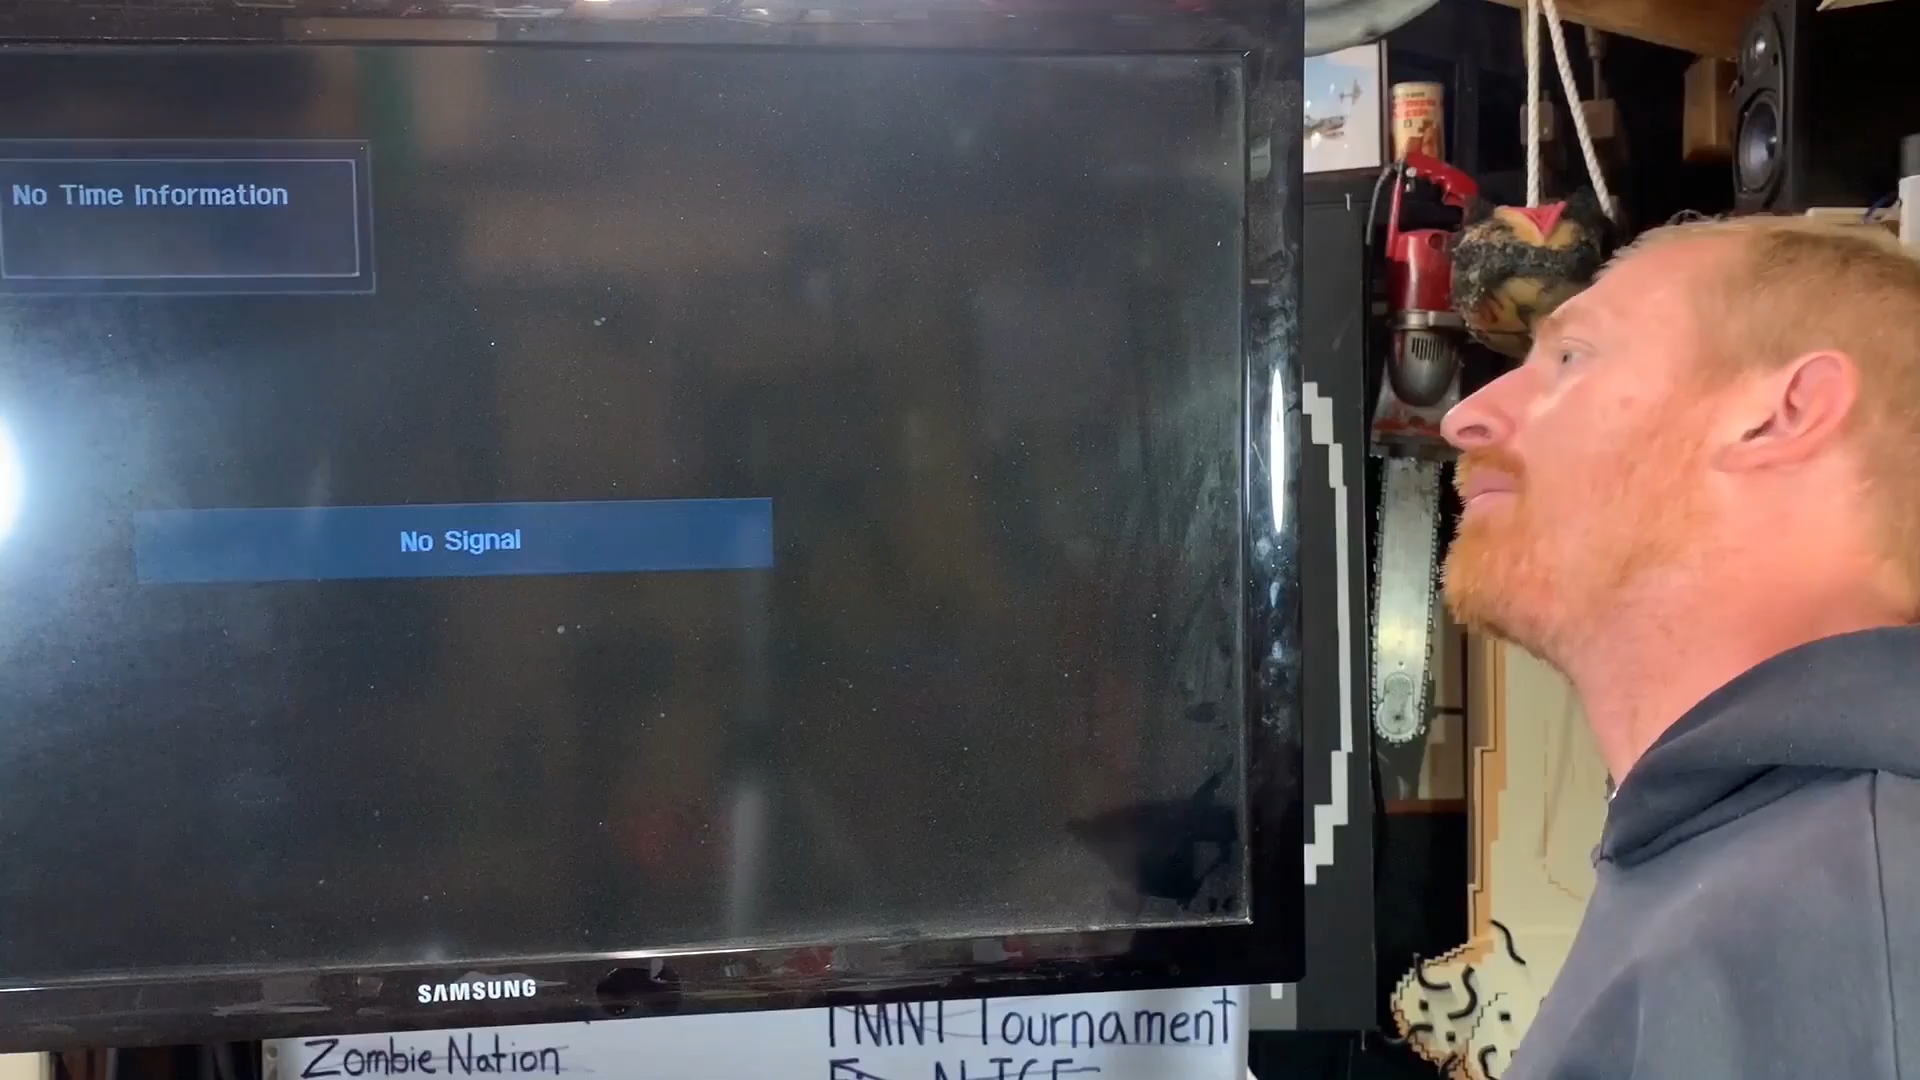 No Time Information
No Signal
SAMSUNG
Zombie Nation
TMNT Tournament